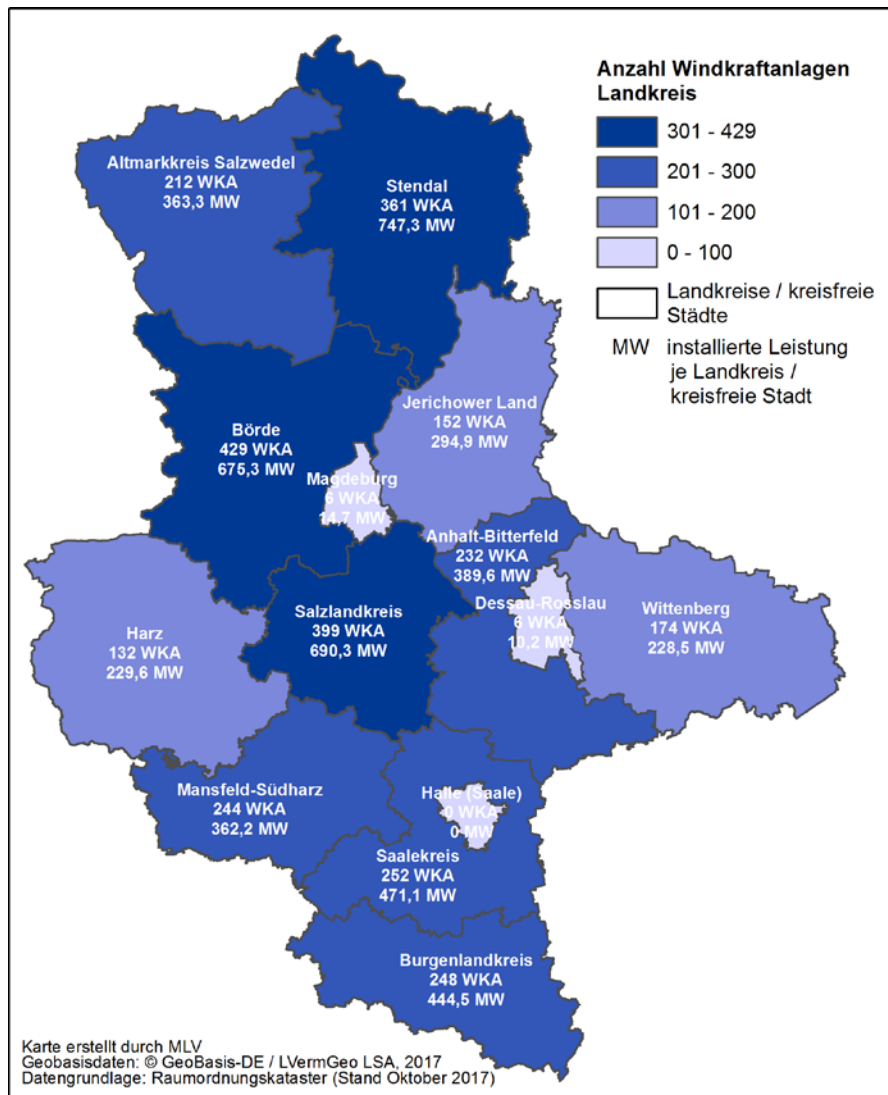 Anzahl Windkraftanlagen
Landkreis
301 - 429
201 - 300
101 - 200
0 - 100
Landkreise / kreisfreie
Städte
MW installierte Leistung
je Landkreis /
kreisfreie Stadt
Altmarkkreis Salzwedel
212 WKA
363,3 MW
Stendal
361 WKA
747,3 MW
Börde
429 WKA
675,3 MW
Jerichower Land
152 WKA
294,9 MW
Magdeburg
6 WKA
14,7 MW
Anhalt-Bitterfeld
232 WKA
389,6 MW
Dessau-Rosslau
6 WKA
10,2 MW
Wittenberg
174 WKA
228,5 MW
Harz
132 WKA
229,6 MW
Salzlandkreis
399 WKA
690,3 MW
Mansfeld-Südharz
244 WKA
362,2 MW
Halle (Saale)
0 WKA
0 MW
Saalekreis
252 WKA
471,1 MW
Burgenlandkreis
248 WKA
444,5 MW
Karte erstellt durch MLV
Geobasisdaten: © GeoBasis-DE / LVermGeo LSA, 2017
Datengrundlage: Raumordnungskataster (Stand Oktober 2017)